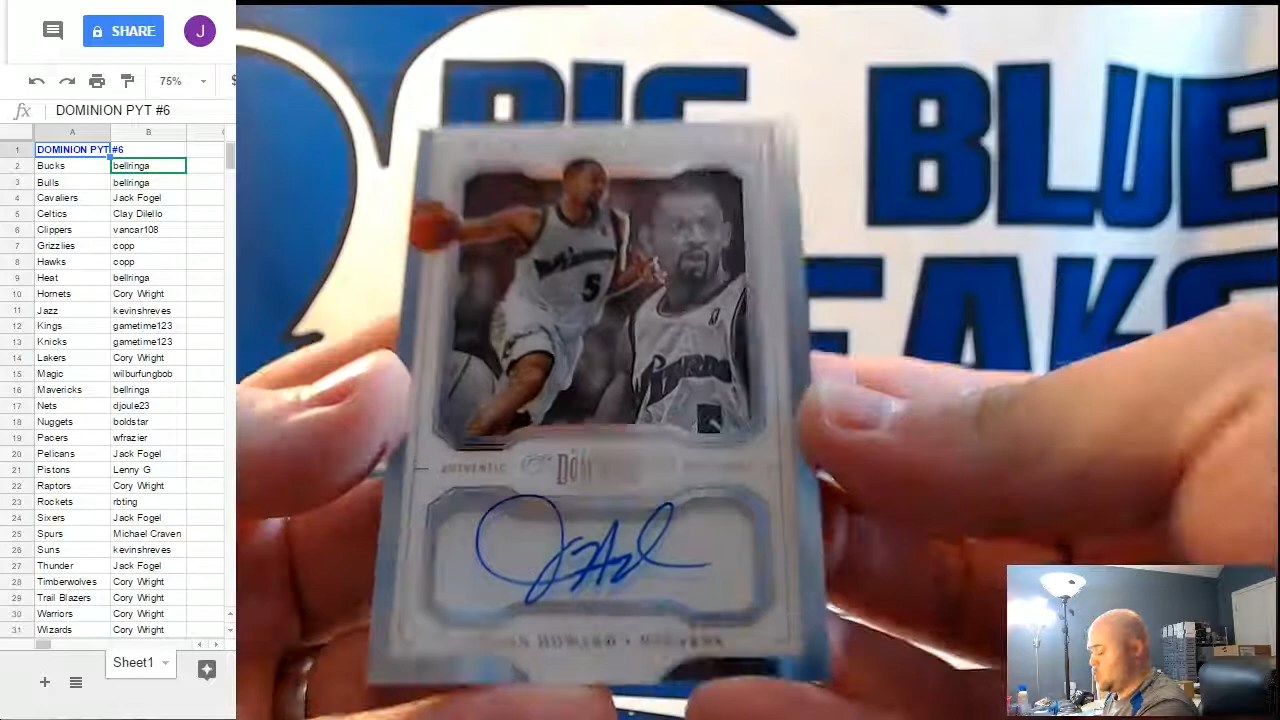 SHARE
J
75%
fx
DOMINION PYT #6
A B
1 DOMINION PYT #6
2 Bucks bellringa
3 Bulls bellringa
4 Cavaliers Jack Fogel
5 Celtics Clay Dilello
6 Clippers vancar108
7 Grizzlies copp
8 Hawks copp
9 Heat bellringa
10 Hornets Cory Wright
11 Jazz kevinshreves
12 Kings gametime123
13 Knicks gametime123
14 Lakers Cory Wright
15 Magic wilburfungbob
16 Mavericks bellringa
17 Nets djoule23
18 Nuggets boldstar
19 Pacers wfrazier
20 Pelicans Jack Fogel
21 Pistons Lenny G
22 Raptors Cory Wright
23 Rockets rbting
24 Sixers Jack Fogel
25 Spurs Michael Craven
26 Suns kevinshreves
27 Thunder Jack Fogel
28 Timberwolves Cory Wright
29 Trail Blazers Cory Wright
30 Warriors Cory Wright
31 Wizards Cory Wright
Sheet1
BIG BLUE
5
AUTHENTIC
HOWARD